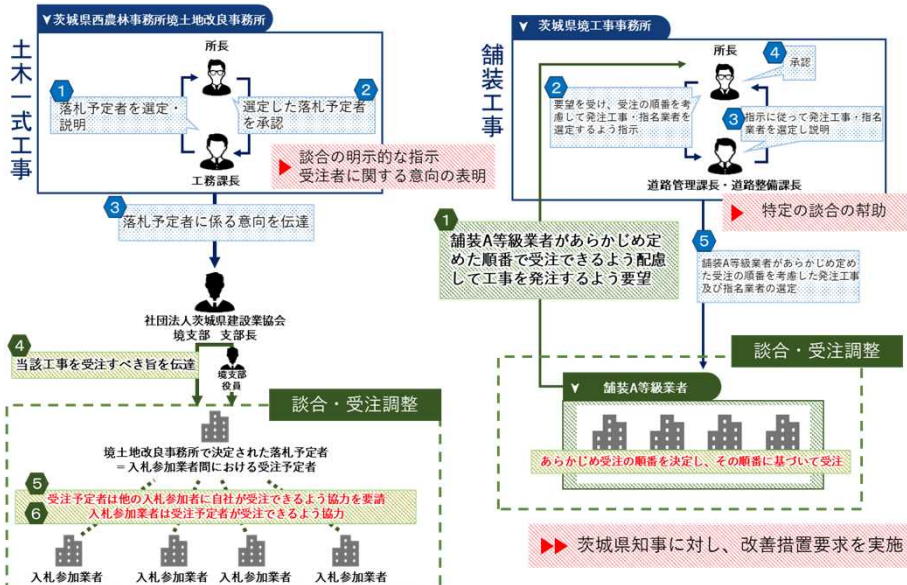 茨城県西農林事務所境土地改良事務所
土木一式工事
所長
1
落札予定者を選定・
説明
2
選定した落札予定者
を承認
工務課長
談合の明示的な指示
受注者に関する意向の表明
3
落札予定者に係る意向を伝達
社団法人茨城県建設業協会
境支部 支部長
4
当該工事を受注すべき旨を伝達
境支部
役員
談合・受注調整
境土地改良事務所で決定された落札予定者
=入札参加業者間における受注予定者
5
受注予定者は他の入札参加者に自社が受注できるよう協力を要請
6
入札参加業者は受注予定者が受注できるよう協力
入札参加業者
入札参加業者
入札参加業者
入札参加業者
茨城県境工事事務所
舗装工事
所長
4
承認
2
要望を受け、受注の順番を考
慮して発注工事・指名業者を
選定するよう指示
3
指示に従って発注工事・指名
業者を選定し説明
道路管理課長・道路整備課長
特定の談合の幇助
1
舗装A等級業者があらかじめ定
めた順番で受注できるよう配慮
して工事を発注するよう要望
5
舗装A等級業者があらかじめ定
めた受注の順番を考慮した発注工事
及び指名業者の選定
談合・受注調整
舗装A等級業者
あらかじめ受注の順番を決定し、その順番に基づいて受注
茨城県知事に対し、改善措置要求を実施